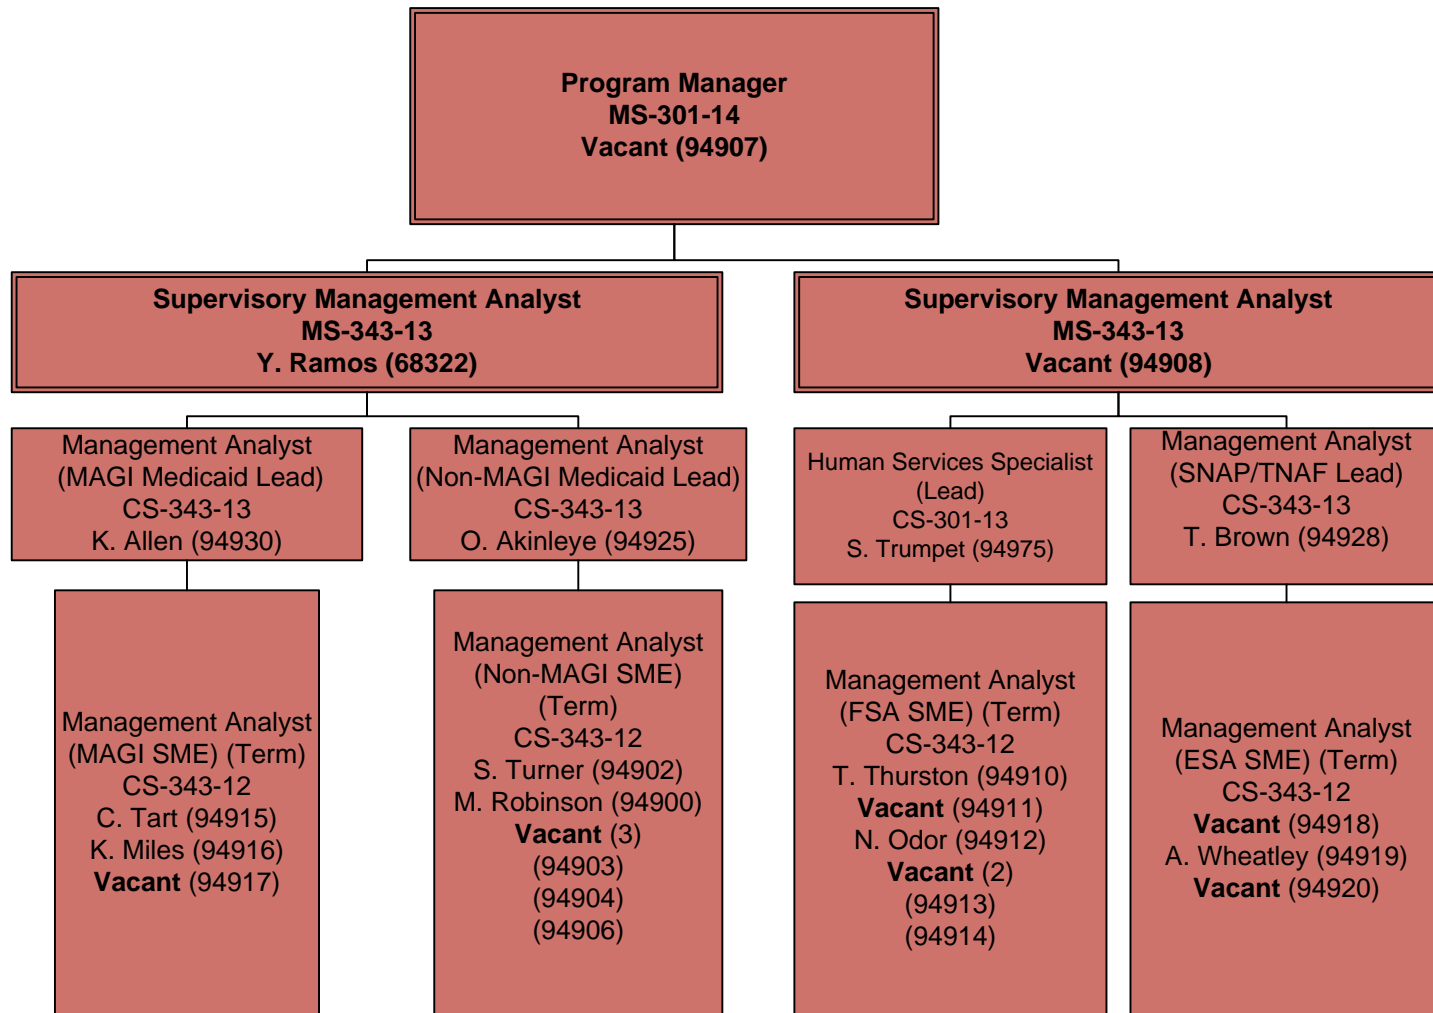 Program Manager
MS-301-14
Vacant (94907)
Supervisory Management Analyst
MS-343-13
Y. Ramos (68322)
Supervisory Management Analyst
MS-343-13
Vacant (94908)
Management Analyst
(MAGI Medicaid Lead)
CS-343-13
K. Allen (94930)
Management Analyst
(Non-MAGI Medicaid Lead)
CS-343-13
O. Akinleye (94925)
Human Services Specialist
(Lead)
CS-301-13
S. Trumpet (94975)
Management Analyst
(SNAP/TNAF Lead)
CS-343-13
T. Brown (94928)
Management Analyst
(MAGI SME) (Term)
CS-343-12
C. Tart (94915)
K. Miles (94916)
Vacant (94917)
Management Analyst
(Non-MAGI SME)
(Term)
CS-343-12
S. Turner (94902)
M. Robinson (94900)
Vacant (3)
(94903)
(94904)
(94906)
Management Analyst
(FSA SME) (Term)
CS-343-12
T. Thurston (94910)
Vacant (94911)
N. Odor (94912)
Vacant (2)
(94913)
(94914)
Management Analyst
(ESA SME) (Term)
CS-343-12
Vacant (94918)
A. Wheatley (94919)
Vacant (94920)